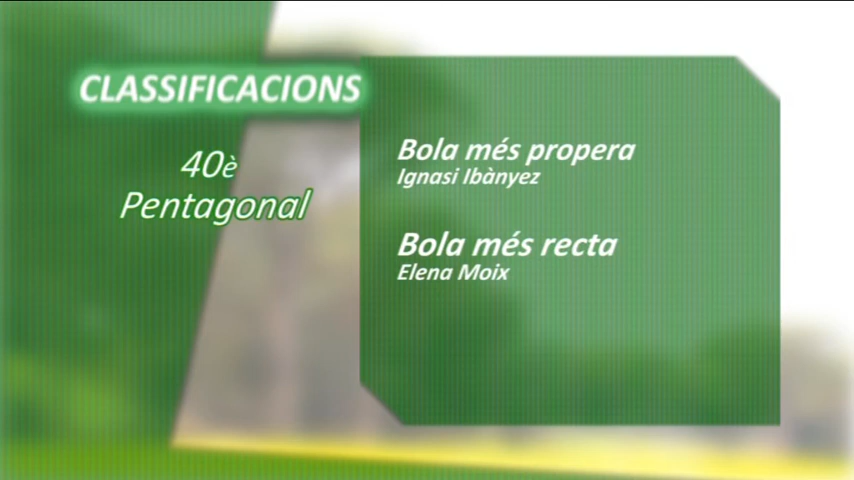 CLASSIFICACIONS
40è
Pentagonal
Bola més propera
Ignasi Ibànyez
Bola més recta
Elena Moix